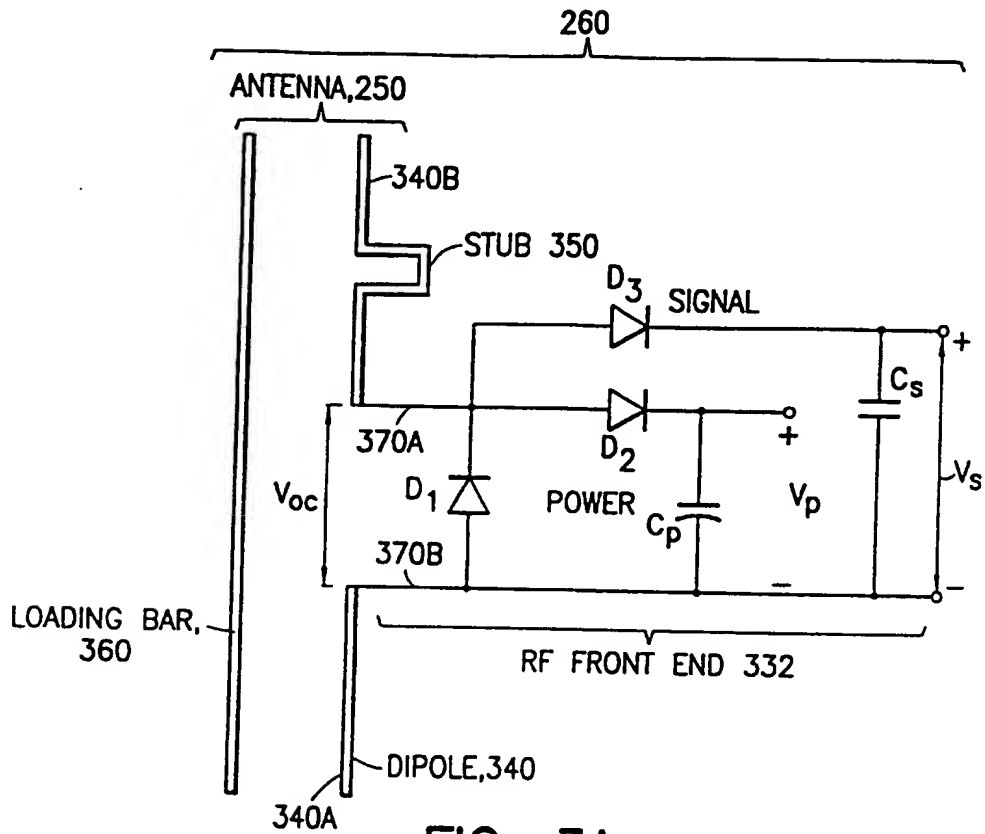 260
ANTENNA,250
340B
STUB 350
D3
SIGNAL
Cs
+
370A
D2
+
Voc
D1
POWER
Cp
Vp
Vs
370B
−
−
LOADING BAR,
360
RF FRONT END 332
DIPOLE,340
340A